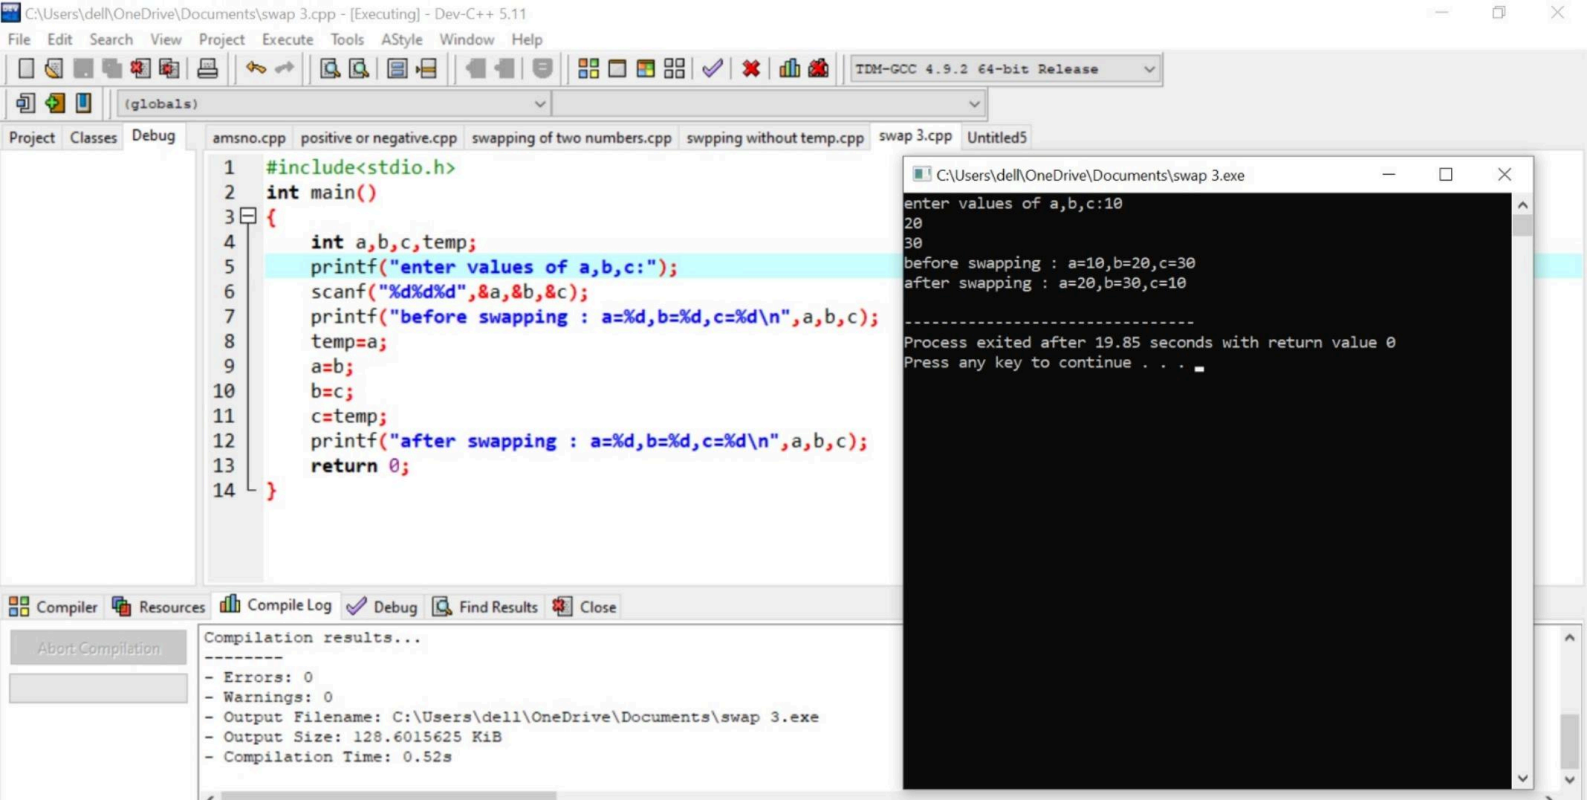 C:\Users\dell\OneDrive\Documents\swap 3.cpp - [Executing] - Dev-C++ 5.11
File Edit Search View Project Execute Tools AStyle Window Help
TDM-GCC 4.9.2 64-bit Release
(globals)
Project Classes Debug
amsno.cpp positive or negative.cpp swapping of two numbers.cpp swpping without temp.cpp swap 3.cpp Untitled5
1 #include<stdio.h>
2 int main()
3 {
4 int a,b,c,temp;
5 printf("enter values of a,b,c:");
6 scanf("%d%d%d",&a,&b,&c);
7 printf("before swapping : a=%d,b=%d,c=%d\n",a,b,c);
8 temp=a;
9 a=b;
10 b=c;
11 c=temp;
12 printf("after swapping : a=%d,b=%d,c=%d\n",a,b,c);
13 return 0;
14 }
C:\Users\dell\OneDrive\Documents\swap 3.exe
enter values of a,b,c:10
20
30
before swapping : a=10,b=20,c=30
after swapping : a=20,b=30,c=10
--------------------------------
Process exited after 19.85 seconds with return value 0
Press any key to continue . . .
Compiler Resources Compile Log Debug Find Results Close
Abort Compilation
Compilation results...
--------
- Errors: 0
- Warnings: 0
- Output Filename: C:\Users\dell\OneDrive\Documents\swap 3.exe
- Output Size: 128.6015625 KiB
- Compilation Time: 0.52s